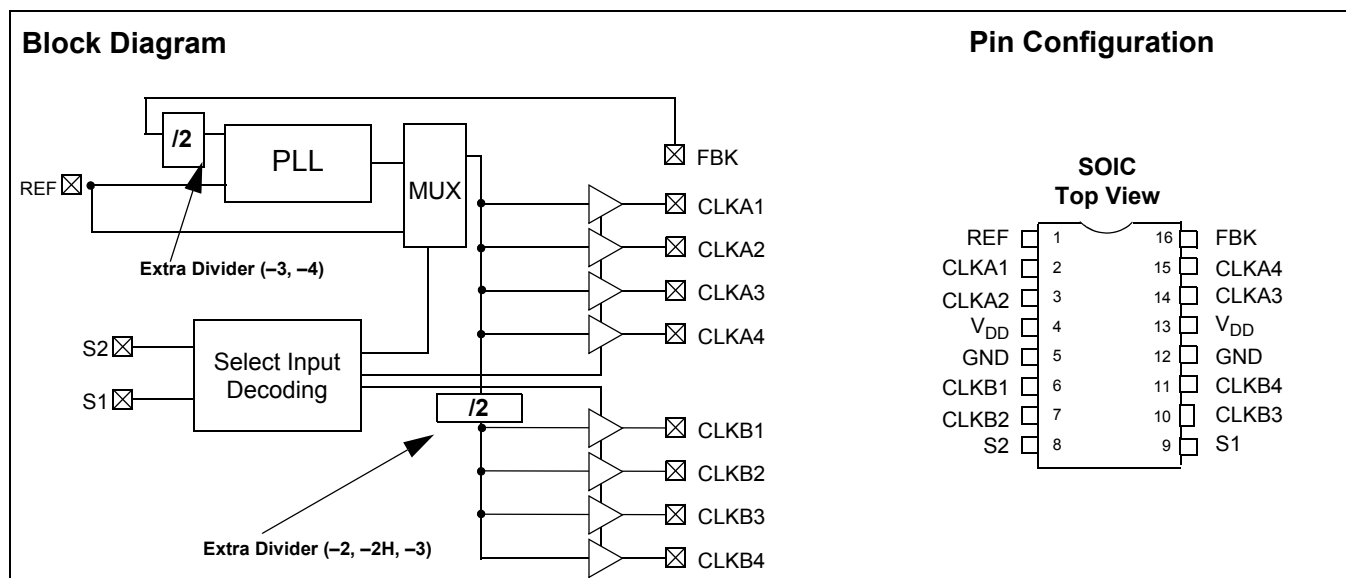 Block Diagram
/2
PLL
MUX
REF
Extra Divider (–3, –4)
S2
S1
Select Input
Decoding
/2
Extra Divider (–2, –2H, –3)
FBK
CLKA1
CLKA2
CLKA3
CLKA4
CLKB1
CLKB2
CLKB3
CLKB4
Pin Configuration
SOIC
Top View
REF 1 16 FBK
CLKA1 2 15 CLKA4
CLKA2 3 14 CLKA3
VDD 4 13 VDD
GND 5 12 GND
CLKB1 6 11 CLKB4
CLKB2 7 10 CLKB3
S2 8 9 S1